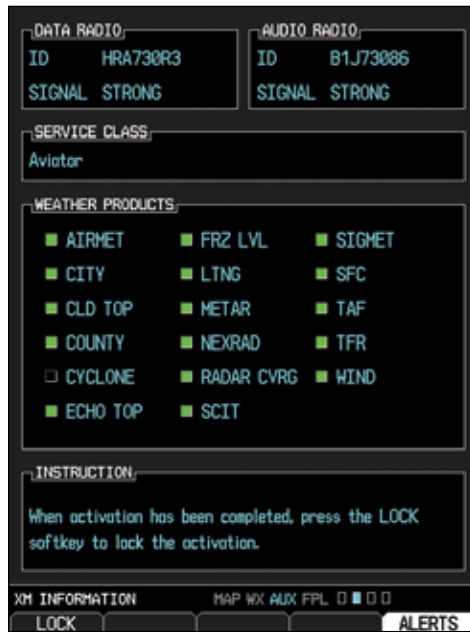 DATA RADIO
ID HRA730R3
SIGNAL STRONG
AUDIO RADIO
ID B1J73086
SIGNAL STRONG
SERVICE CLASS
Aviator
WEATHER PRODUCTS
AIRMET FRZ LVL SIGMET
CITY LTNG SFC
CLD TOP METAR TAF
COUNTY NEXRAD TFR
CYCLONE RADAR CVRG WIND
ECHO TOP SCIT
INSTRUCTION
When activation has been completed, press the LOCK
softkey to lock the activation.
XM INFORMATION MAP WX AUX FPL
LOCK ALERTS